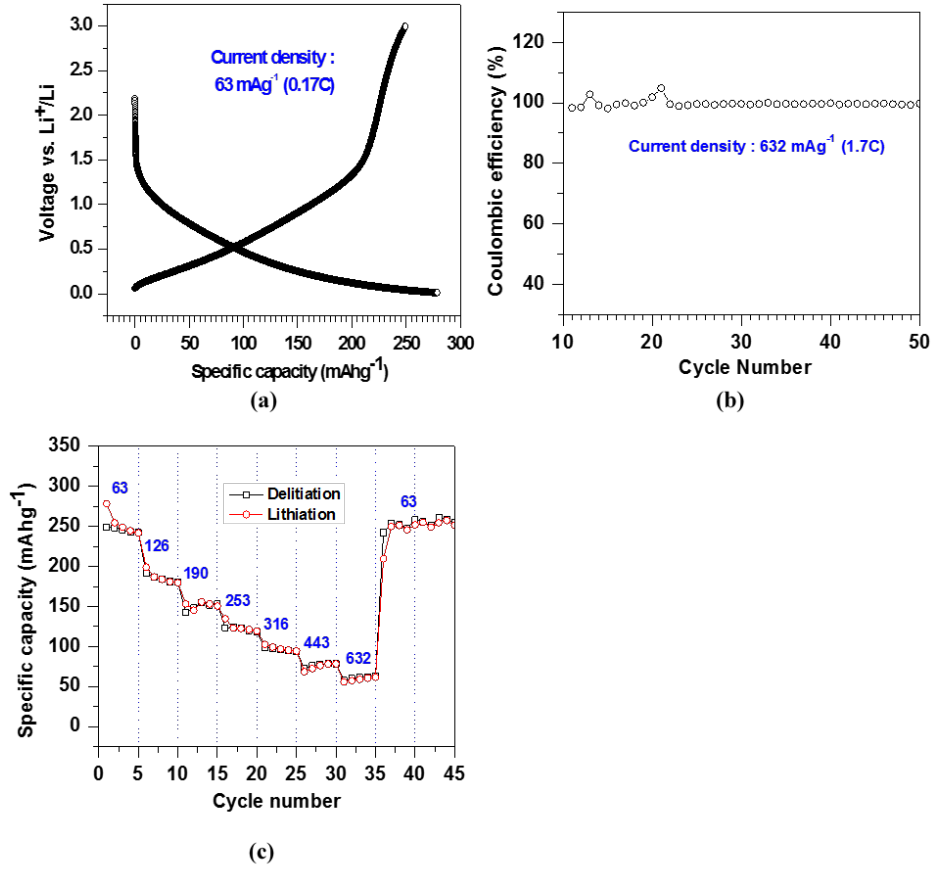 Voltage vs. Li⁺/Li
3.0
2.5
2.0
1.5
1.0
0.5
0.0
Current density :
63 mAg⁻¹ (0.17C)
0 50 100 150 200 250 300
Specific capacity (mAhg⁻¹)
(a)
Coulombic efficiency (%)
120
100
80
60
40
Current density : 632 mAg⁻¹ (1.7C)
10 20 30 40 50
Cycle Number
(b)
Specific capacity (mAhg⁻¹)
350
300
250
200
150
100
50
0
63
126
190
253
316
443
632
63
Delitiation
Lithiation
0 5 10 15 20 25 30 35 40 45
Cycle number
(c)